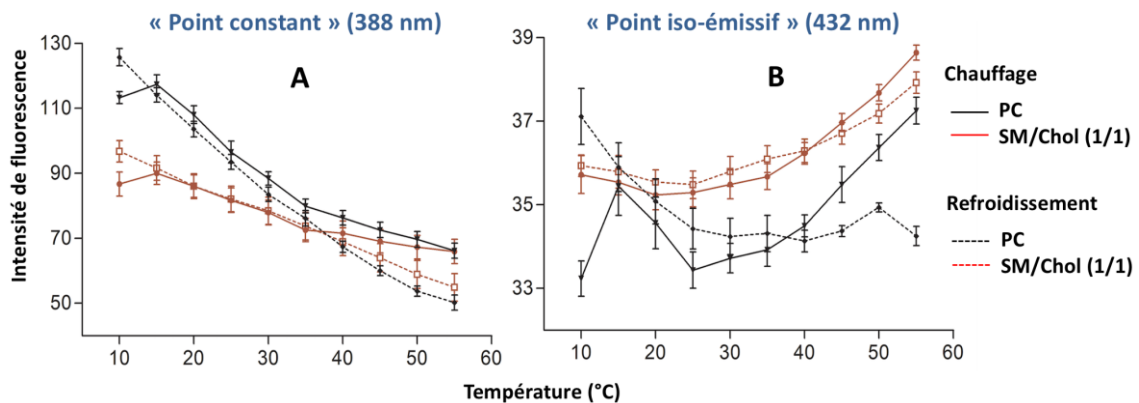 « Point constant » (388 nm)
« Point iso-émissif » (432 nm)
Intensité de fluorescence
130
110
90
70
50
A
10 20 30 40 50 60
39
37
35
33
B
10 20 30 40 50 60
Température (°C)
Chauffage
PC
SM/Chol (1/1)
Refroidissement
PC
SM/Chol (1/1)